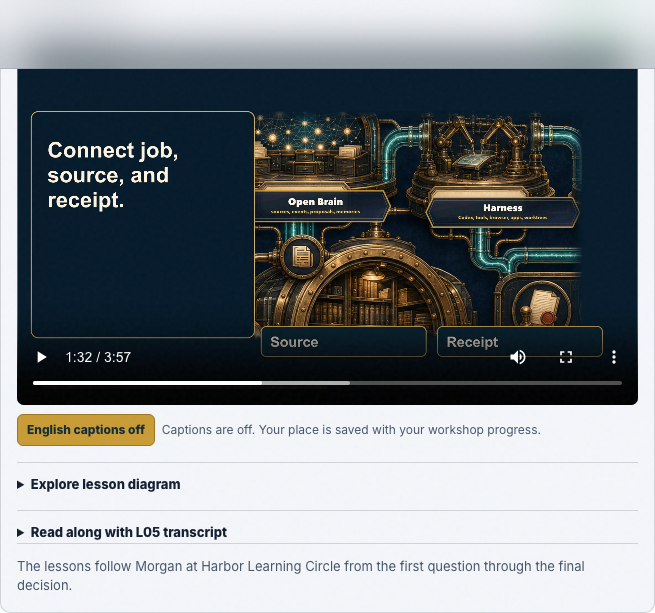 Connect job,
source, and
receipt.
Open Brain
sources, events, proposals, memories
Harness
Codex, tools, browser, apps, worktrees
Source
Receipt
1:32 / 3:57
English captions off
Captions are off. Your place is saved with your workshop progress.
Explore lesson diagram
Read along with L05 transcript
The lessons follow Morgan at Harbor Learning Circle from the first question through the final
decision.